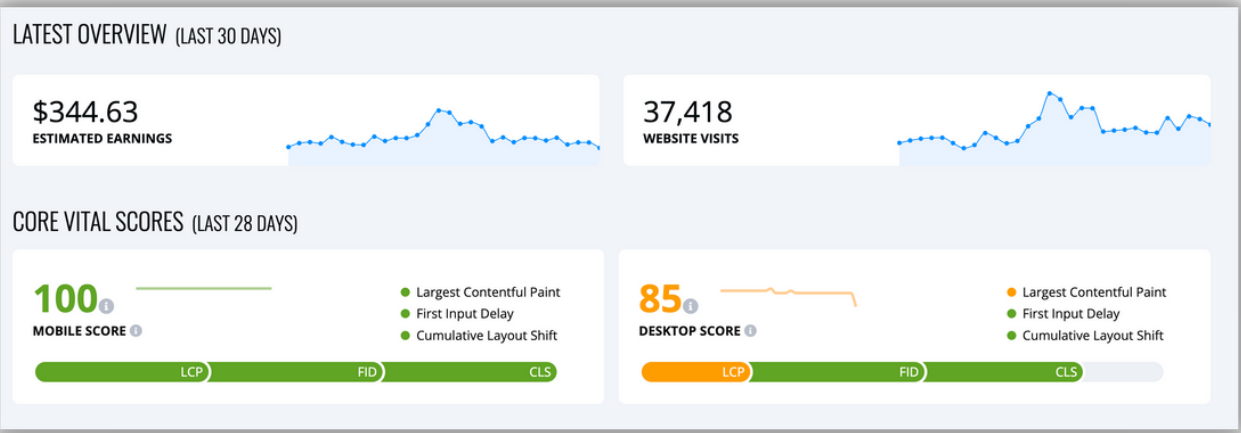 LATEST OVERVIEW (LAST 30 DAYS)
$344.63
ESTIMATED EARNINGS
37,418
WEBSITE VISITS
CORE VITAL SCORES (LAST 28 DAYS)
100
MOBILE SCORE
Largest Contentful Paint
First Input Delay
Cumulative Layout Shift
LCP FID CLS
85
DESKTOP SCORE
Largest Contentful Paint
First Input Delay
Cumulative Layout Shift
LCP FID CLS